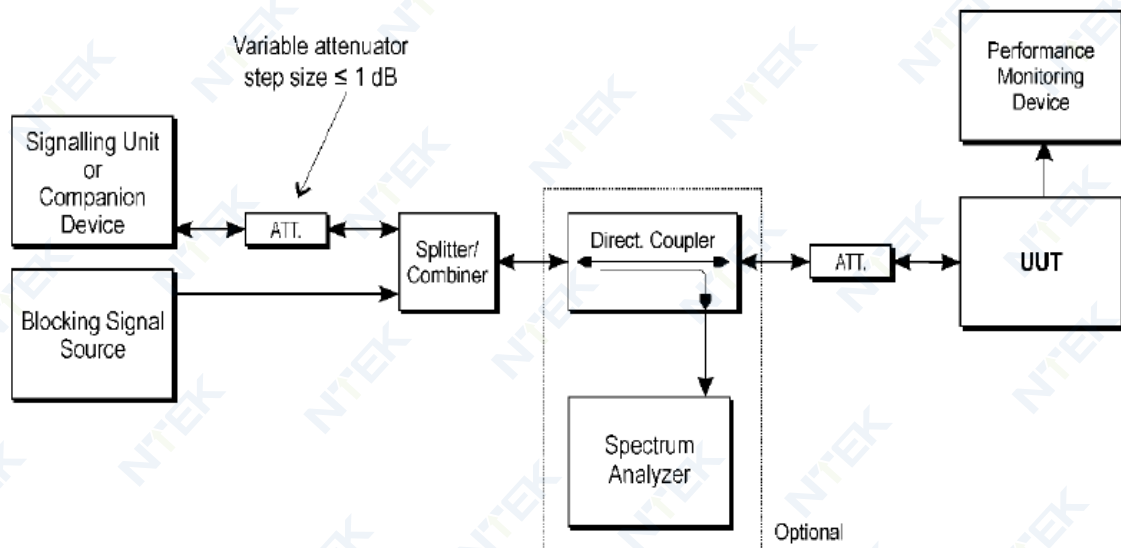 Variable attenuator
step size ≤ 1 dB
Performance
Monitoring
Device
Signalling Unit
or
Companion
Device
ATT.
Splitter/
Combiner
Direct. Coupler
ATT.
UUT
Blocking Signal
Source
Spectrum
Analyzer
Optional
NTEK